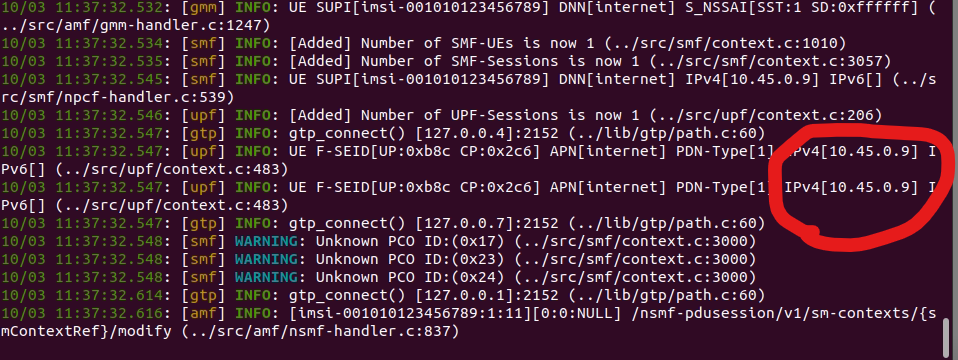 10/03 11:37:32.532: [gmm] INFO: UE SUPI[imsi-001010123456789] DNN[internet] S_NSSAI[SST:1 SD:0xffffff] (
../src/amf/gmm-handler.c:1247)
10/03 11:37:32.534: [smf] INFO: [Added] Number of SMF-UEs is now 1 (../src/smf/context.c:1010)
10/03 11:37:32.535: [smf] INFO: [Added] Number of SMF-Sessions is now 1 (../src/smf/context.c:3057)
10/03 11:37:32.545: [smf] INFO: UE SUPI[imsi-001010123456789] DNN[internet] IPv4[10.45.0.9] IPv6[] (../s
rc/smf/npcf-handler.c:539)
10/03 11:37:32.546: [upf] INFO: [Added] Number of UPF-Sessions is now 1 (../src/upf/context.c:206)
10/03 11:37:32.547: [gtp] INFO: gtp_connect() [127.0.0.4]:2152 (../lib/gtp/path.c:60)
10/03 11:37:32.547: [upf] INFO: UE F-SEID[UP:0xb8c CP:0x2c6] APN[internet] PDN-Type[1] IPv4[10.45.0.9] I
Pv6[] (../src/upf/context.c:483)
10/03 11:37:32.547: [upf] INFO: UE F-SEID[UP:0xb8c CP:0x2c6] APN[internet] PDN-Type[1] IPv4[10.45.0.9] I
Pv6[] (../src/upf/context.c:483)
10/03 11:37:32.547: [gtp] INFO: gtp_connect() [127.0.0.7]:2152 (../lib/gtp/path.c:60)
10/03 11:37:32.548: [smf] WARNING: Unknown PCO ID:(0x17) (../src/smf/context.c:3000)
10/03 11:37:32.548: [smf] WARNING: Unknown PCO ID:(0x23) (../src/smf/context.c:3000)
10/03 11:37:32.548: [smf] WARNING: Unknown PCO ID:(0x24) (../src/smf/context.c:3000)
10/03 11:37:32.614: [gtp] INFO: gtp_connect() [127.0.0.1]:2152 (../lib/gtp/path.c:60)
10/03 11:37:32.616: [amf] INFO: [imsi-001010123456789:1:11][0:0:NULL] /nsmf-pdusession/v1/sm-contexts/{s
mContextRef}/modify (../src/amf/nsmf-handler.c:837)